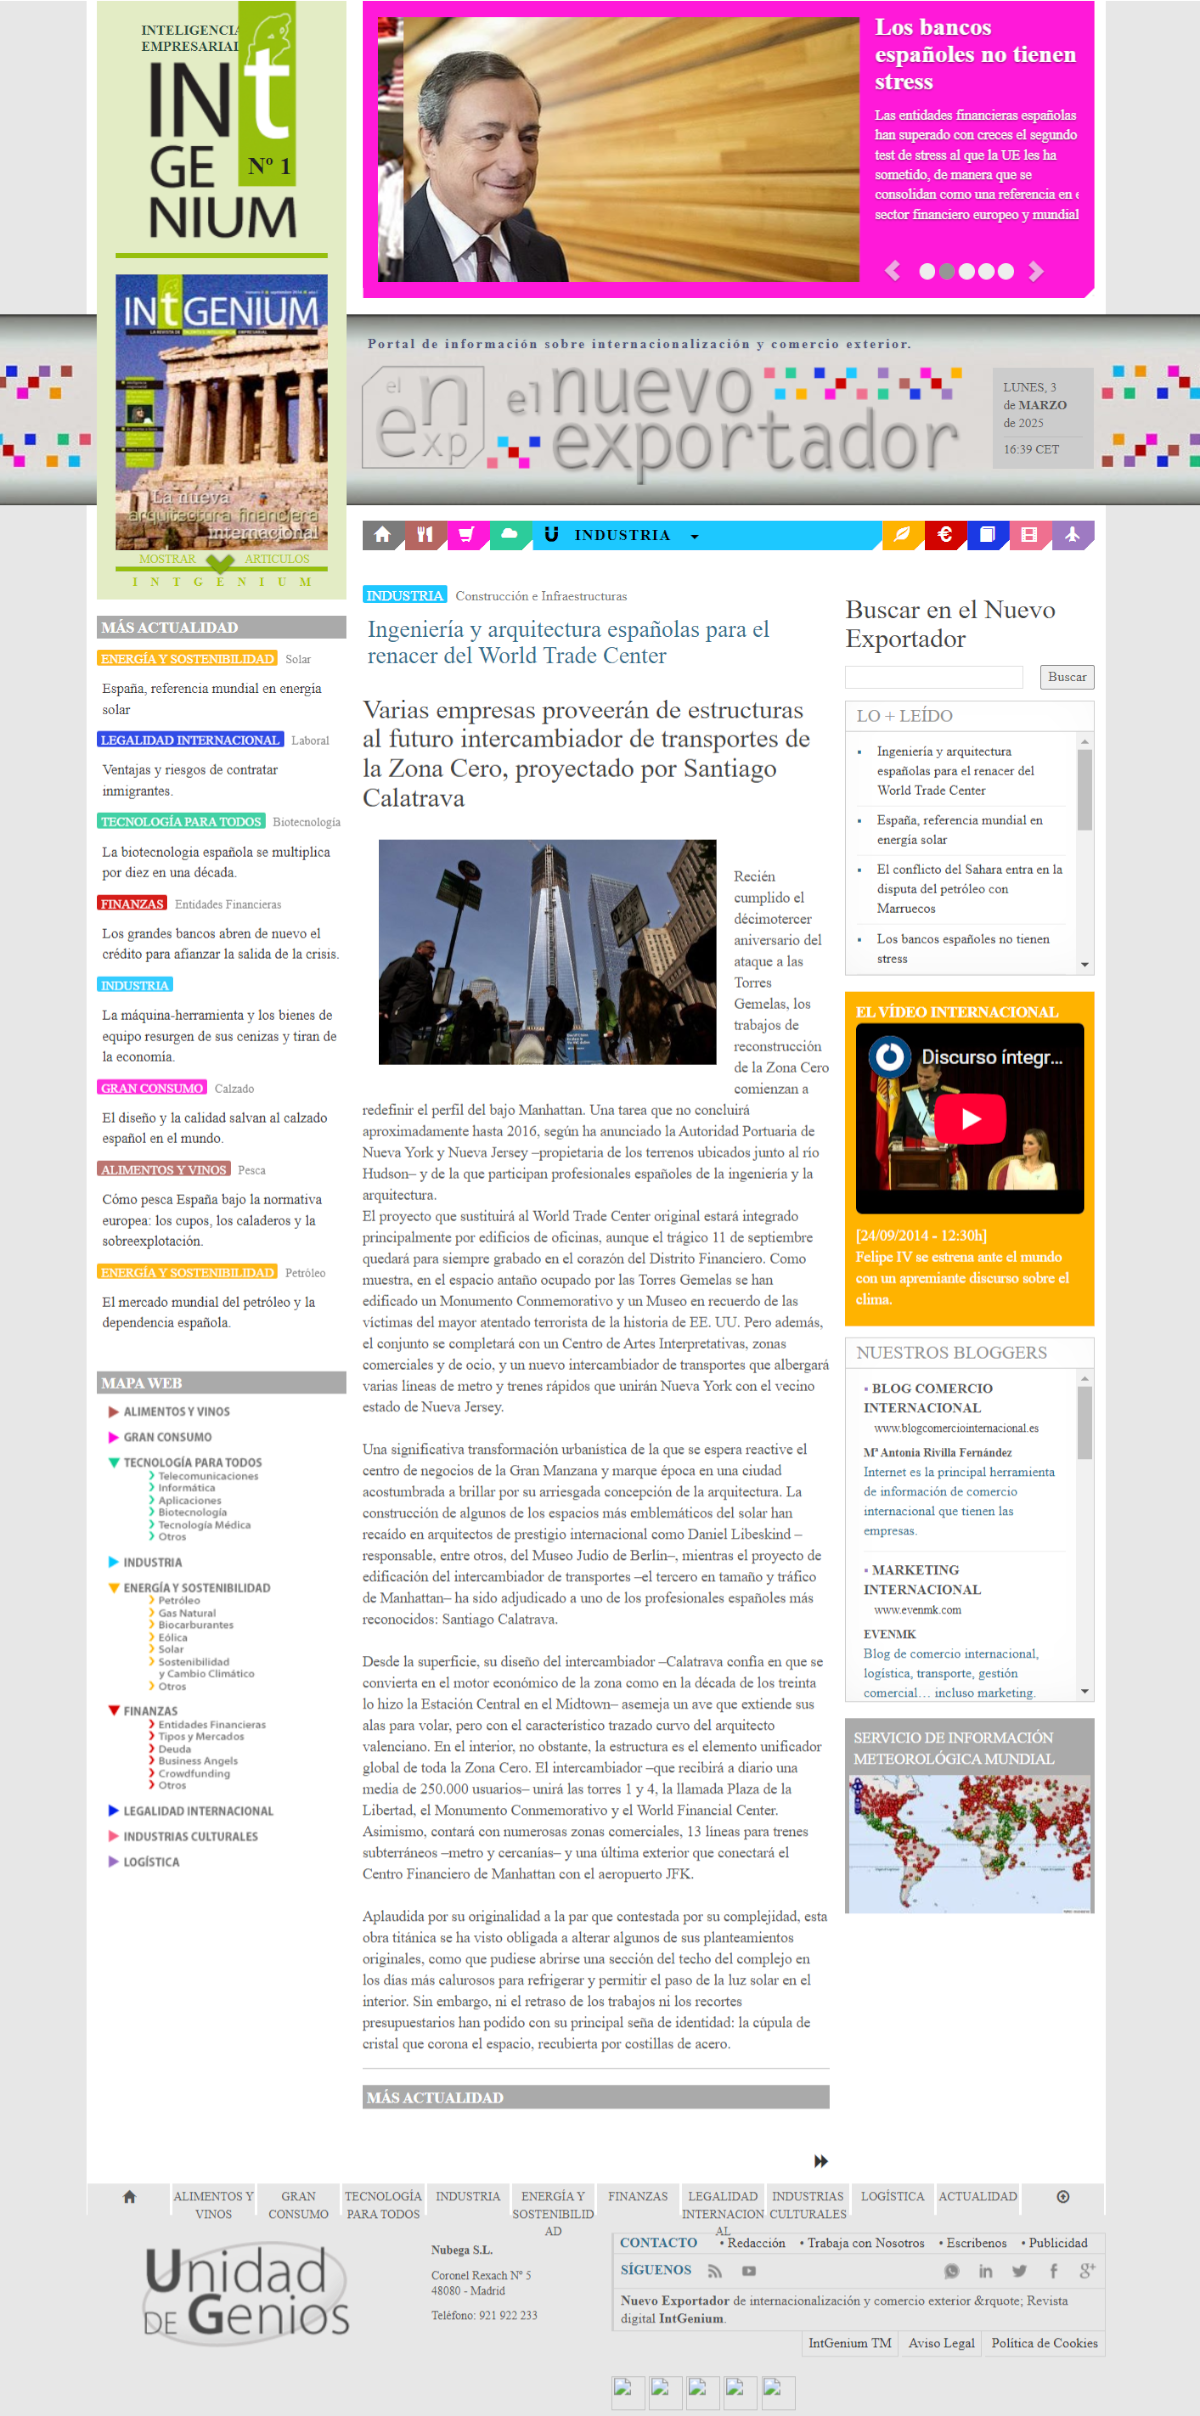 INTELIGENCIA
EMPRESARIAL
INt
GE
NIUM
Nº 1
INtGENIUM
La nueva
arquitectura financiera
internacional
MOSTRAR ARTICULOS
INTGENIUM
Los bancos
españoles no tienen
stress
Las entidades financieras españolas
han superado con creces el segundo
test de stress al que la UE les ha
sometido, de manera que se
consolidan como una referencia en e
sector financiero europeo y mundial
Portal de información sobre internacionalización y comercio exterior.
el en exp
el nuevo
exportador
LUNES, 3
de MARZO
de 2025
16:39 CET
INDUSTRIA
MÁS ACTUALIDAD
ENERGÍA Y SOSTENIBILIDAD Solar
España, referencia mundial en energía
solar
LEGALIDAD INTERNACIONAL Laboral
Ventajas y riesgos de contratar
inmigrantes.
TECNOLOGÍA PARA TODOS Biotecnología
La biotecnologia española se multiplica
por diez en una década.
FINANZAS Entidades Financieras
Los grandes bancos abren de nuevo el
crédito para afianzar la salida de la crisis.
INDUSTRIA
La máquina-herramienta y los bienes de
equipo resurgen de sus cenizas y tiran de
la economía.
GRAN CONSUMO Calzado
El diseño y la calidad salvan al calzado
español en el mundo.
ALIMENTOS Y VINOS Pesca
Cómo pesca España bajo la normativa
europea: los cupos, los caladeros y la
sobreexplotación.
ENERGÍA Y SOSTENIBILIDAD Petróleo
El mercado mundial del petróleo y la
dependencia española.
MAPA WEB
ALIMENTOS Y VINOS
GRAN CONSUMO
TECNOLOGÍA PARA TODOS
Telecomunicaciones
Informática
Aplicaciones
Biotecnología
Tecnología Médica
Otros
INDUSTRIA
ENERGÍA Y SOSTENIBILIDAD
Petróleo
Gas Natural
Biocarburantes
Eólica
Solar
Sostenibilidad
y Cambio Climático
Otros
FINANZAS
Entidades Financieras
Tipos y Mercados
Deuda
Business Angels
Crowdfunding
Otros
LEGALIDAD INTERNACIONAL
INDUSTRIAS CULTURALES
LOGÍSTICA
INDUSTRIA Construcción e Infraestructuras
Ingeniería y arquitectura españolas para el
renacer del World Trade Center
Varias empresas proveerán de estructuras
al futuro intercambiador de transportes de
la Zona Cero, proyectado por Santiago
Calatrava
Recién
cumplido el
décimotercer
aniversario del
ataque a las
Torres
Gemelas, los
trabajos de
reconstrucción
de la Zona Cero
comienzan a
redefinir el perfil del bajo Manhattan. Una tarea que no concluirá
aproximadamente hasta 2016, según ha anunciado la Autoridad Portuaria de
Nueva York y Nueva Jersey –propietaria de los terrenos ubicados junto al río
Hudson– y de la que participan profesionales españoles de la ingeniería y la
arquitectura.
El proyecto que sustituirá al World Trade Center original estará integrado
principalmente por edificios de oficinas, aunque el trágico 11 de septiembre
quedará para siempre grabado en el corazón del Distrito Financiero. Como
muestra, en el espacio antaño ocupado por las Torres Gemelas se han
edificado un Monumento Conmemorativo y un Museo en recuerdo de las
víctimas del mayor atentado terrorista de la historia de EE. UU. Pero además,
el conjunto se completará con un Centro de Artes Interpretativas, zonas
comerciales y de ocio, y un nuevo intercambiador de transportes que albergará
varias líneas de metro y trenes rápidos que unirán Nueva York con el vecino
estado de Nueva Jersey.
Una significativa transformación urbanística de la que se espera reactive el
centro de negocios de la Gran Manzana y marque época en una ciudad
acostumbrada a brillar por su arriesgada concepción de la arquitectura. La
construcción de algunos de los espacios más emblemáticos del solar han
recaído en arquitectos de prestigio internacional como Daniel Libeskind –
responsable, entre otros, del Museo Judío de Berlín–, mientras el proyecto de
edificación del intercambiador de transportes –el tercero en tamaño y tráfico
de Manhattan– ha sido adjudicado a uno de los profesionales españoles más
reconocidos: Santiago Calatrava.
Desde la superficie, su diseño del intercambiador –Calatrava confía en que se
convierta en el motor económico de la zona como en la década de los treinta
lo hizo la Estación Central en el Midtown– asemeja un ave que extiende sus
alas para volar, pero con el característico trazado curvo del arquitecto
valenciano. En el interior, no obstante, la estructura es el elemento unificador
global de toda la Zona Cero. El intercambiador –que recibirá a diario una
media de 250.000 usuarios– unirá las torres 1 y 4, la llamada Plaza de la
Libertad, el Monumento Conmemorativo y el World Financial Center.
Asimismo, contará con numerosas zonas comerciales, 13 líneas para trenes
subterráneos –metro y cercanías– y una última exterior que conectará el
Centro Financiero de Manhattan con el aeropuerto JFK.
Aplaudida por su originalidad a la par que contestada por su complejidad, esta
obra titánica se ha visto obligada a alterar algunos de sus planteamientos
originales, como que pudiese abrirse una sección del techo del complejo en
los días más calurosos para refrigerar y permitir el paso de la luz solar en el
interior. Sin embargo, ni el retraso de los trabajos ni los recortes
presupuestarios han podido con su principal seña de identidad: la cúpula de
cristal que corona el espacio, recubierta por costillas de acero.
MÁS ACTUALIDAD
Buscar en el Nuevo
Exportador
Buscar
LO + LEÍDO
Ingeniería y arquitectura
españolas para el renacer del
World Trade Center
España, referencia mundial en
energía solar
El conflicto del Sahara entra en la
disputa del petróleo con
Marruecos
Los bancos españoles no tienen
stress
EL VÍDEO INTERNACIONAL
Discurso íntegr...
[24/09/2014 - 12:30h]
Felipe IV se estrena ante el mundo
con un apremiante discurso sobre el
clima.
NUESTROS BLOGGERS
BLOG COMERCIO
INTERNACIONAL
www.blogcomerciointernacional.es
Mª Antonia Rivilla Fernández
Internet es la principal herramienta
de información de comercio
internacional que tienen las
empresas.
MARKETING
INTERNACIONAL
www.evenmk.com
EVENMK
Blog de comercio internacional,
logística, transporte, gestión
comercial… incluso marketing.
SERVICIO DE INFORMACIÓN
METEOROLÓGICA MUNDIAL
ALIMENTOS Y
VINOS
GRAN
CONSUMO
TECNOLOGÍA
PARA TODOS
INDUSTRIA
ENERGÍA Y
SOSTENIBILID
AD
FINANZAS
LEGALIDAD
INTERNACION
AL
INDUSTRIAS
CULTURALES
LOGÍSTICA
ACTUALIDAD
Unidad
DE Genios
Nubega S.L.
Coronel Rexach Nº 5
48080 - Madrid
Teléfono: 921 922 233
CONTACTO • Redacción • Trabaja con Nosotros • Escribenos • Publicidad
SÍGUENOS
Nuevo Exportador de internacionalización y comercio exterior &rquote; Revista
digital IntGenium.
IntGenium TM Aviso Legal Política de Cookies